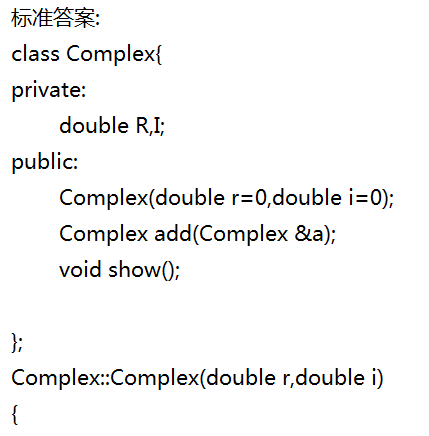 标准答案:
class Complex{
private:
double R,I;
public:
Complex(double r=0,double i=0);
Complex add(Complex &a);
void show();
};
Complex::Complex(double r,double i)
{